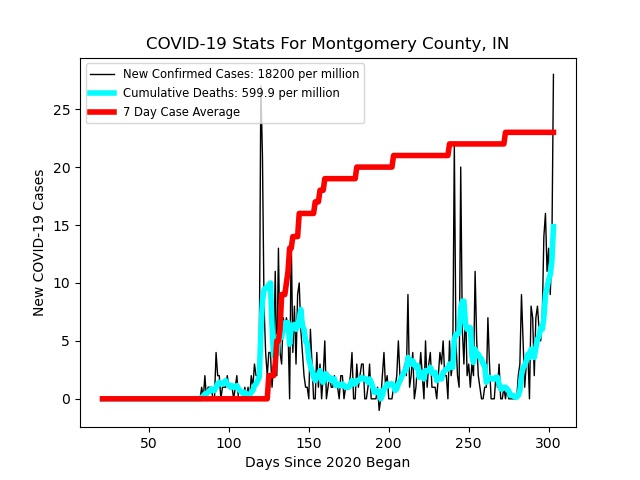 COVID-19 Stats For Montgomery County, IN
New Confirmed Cases: 18200 per million
Cumulative Deaths: 599.9 per million
7 Day Case Average
25
20
15
10
5
0
New COVID-19 Cases
50 100 150 200 250 300
Days Since 2020 Began